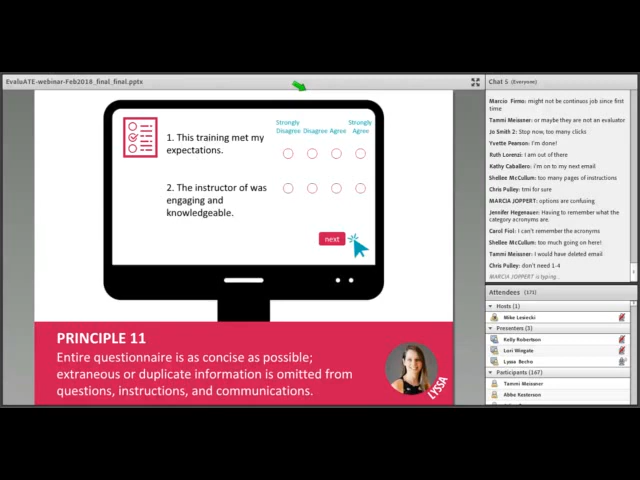 EvaluATE-webinar-Feb2018_final_final.pptx
Strongly
Disagree Disagree Agree Strongly
Agree
1. This training met my
expectations.
2. The instructor of was
engaging and
knowledgeable.
next
PRINCIPLE 11
Entire questionnaire is as concise as possible;
extraneous or duplicate information is omitted from
questions, instructions, and communications.
LYSSA
Chat 5 (Everyone)
Marcio Firmo: might not be continuos job since first
time
Tammi Meissner: or maybe they are not an evaluator
Jo Smith 2: Stop now, too many clicks
Yvette Pearson: I'm done!
Ruth Lorenzi: I am out of there
Kathy Caballero: i'm on to my next email
Shellee McCullum: too many pages of instructions
Chris Pulley: tmi for sure
MARCIA JOPPERT: options are confusing
Jennifer Hegenauer: Having to remember what the
category acronyms are.
Carol Fiol: I can't remember the acronyms
Shellee McCullum: too much going on here!
Tammi Meissner: I would have deleted email
Chris Pulley: don't need 1-4
MARCIA JOPPERT is typing...
Attendees (171)
Hosts (1)
Mike Lesiecki
Presenters (3)
Kelly Robertson
Lori Wingate
Lyssa Becho
Participants (167)
Tammi Meissner
Abba Kesterson